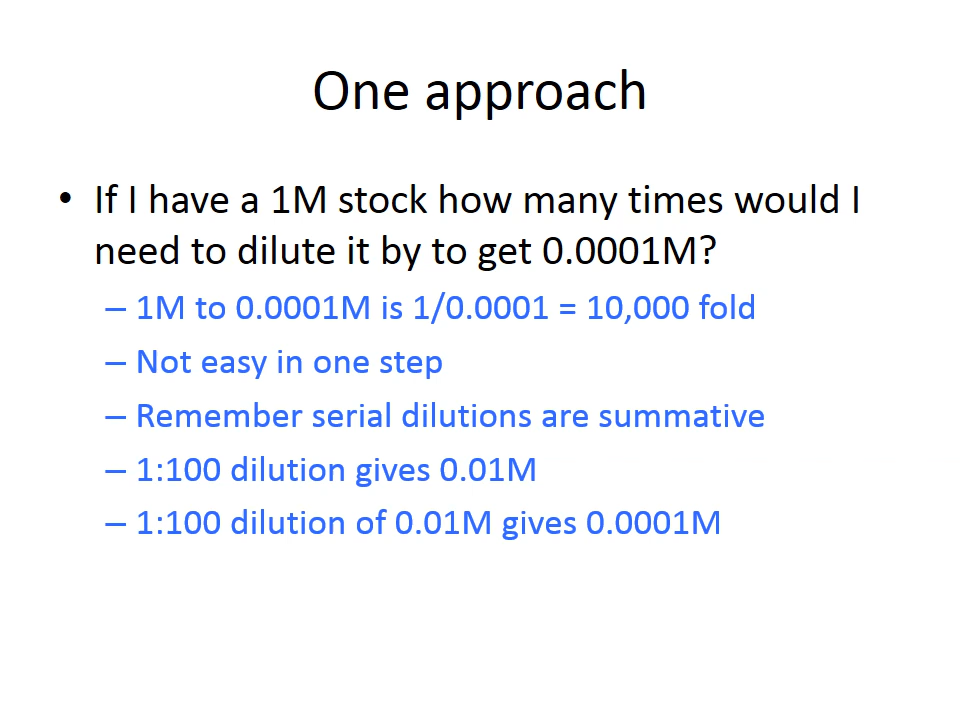 One approach
• If I have a 1M stock how many times would I
need to dilute it by to get 0.0001M?
– 1M to 0.0001M is 1/0.0001 = 10,000 fold
– Not easy in one step
– Remember serial dilutions are summative
– 1:100 dilution gives 0.01M
– 1:100 dilution of 0.01M gives 0.0001M